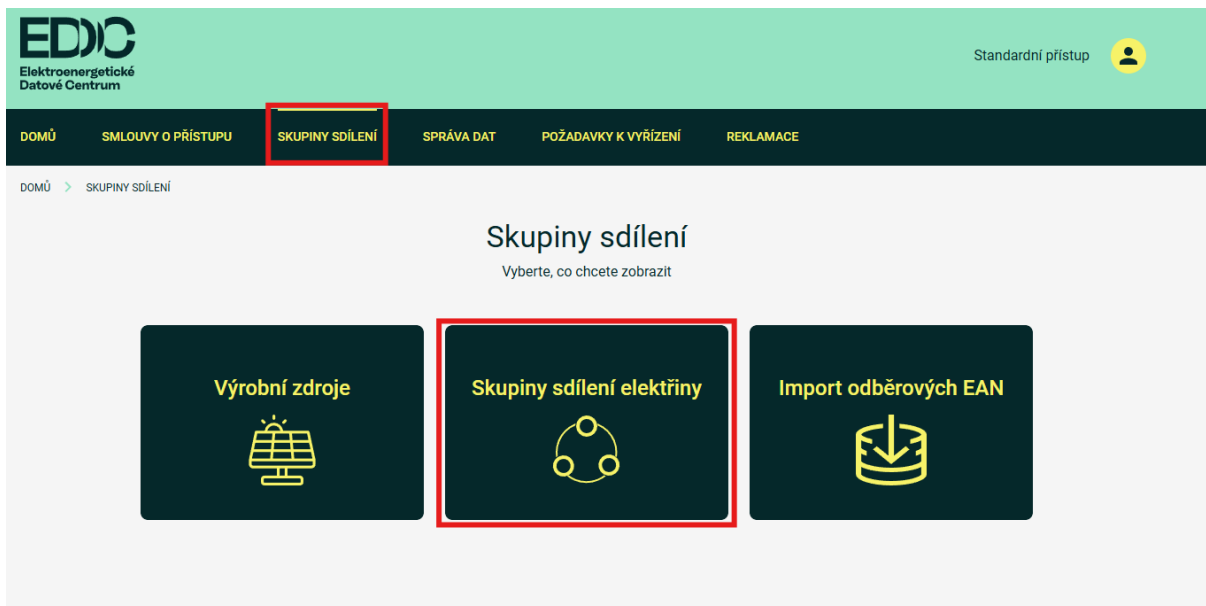 EDC
Elektroenergetické
Datové Centrum
Standardní přístup
DOMŮ SMLOUVY O PŘÍSTUPU SKUPINY SDÍLENÍ SPRÁVA DAT POŽADAVKY K VYŘÍZENÍ REKLAMACE
DOMŮ > SKUPINY SDÍLENÍ
Skupiny sdílení
Vyberte, co chcete zobrazit
Výrobní zdroje
Skupiny sdílení elektřiny
Import odběrových EAN